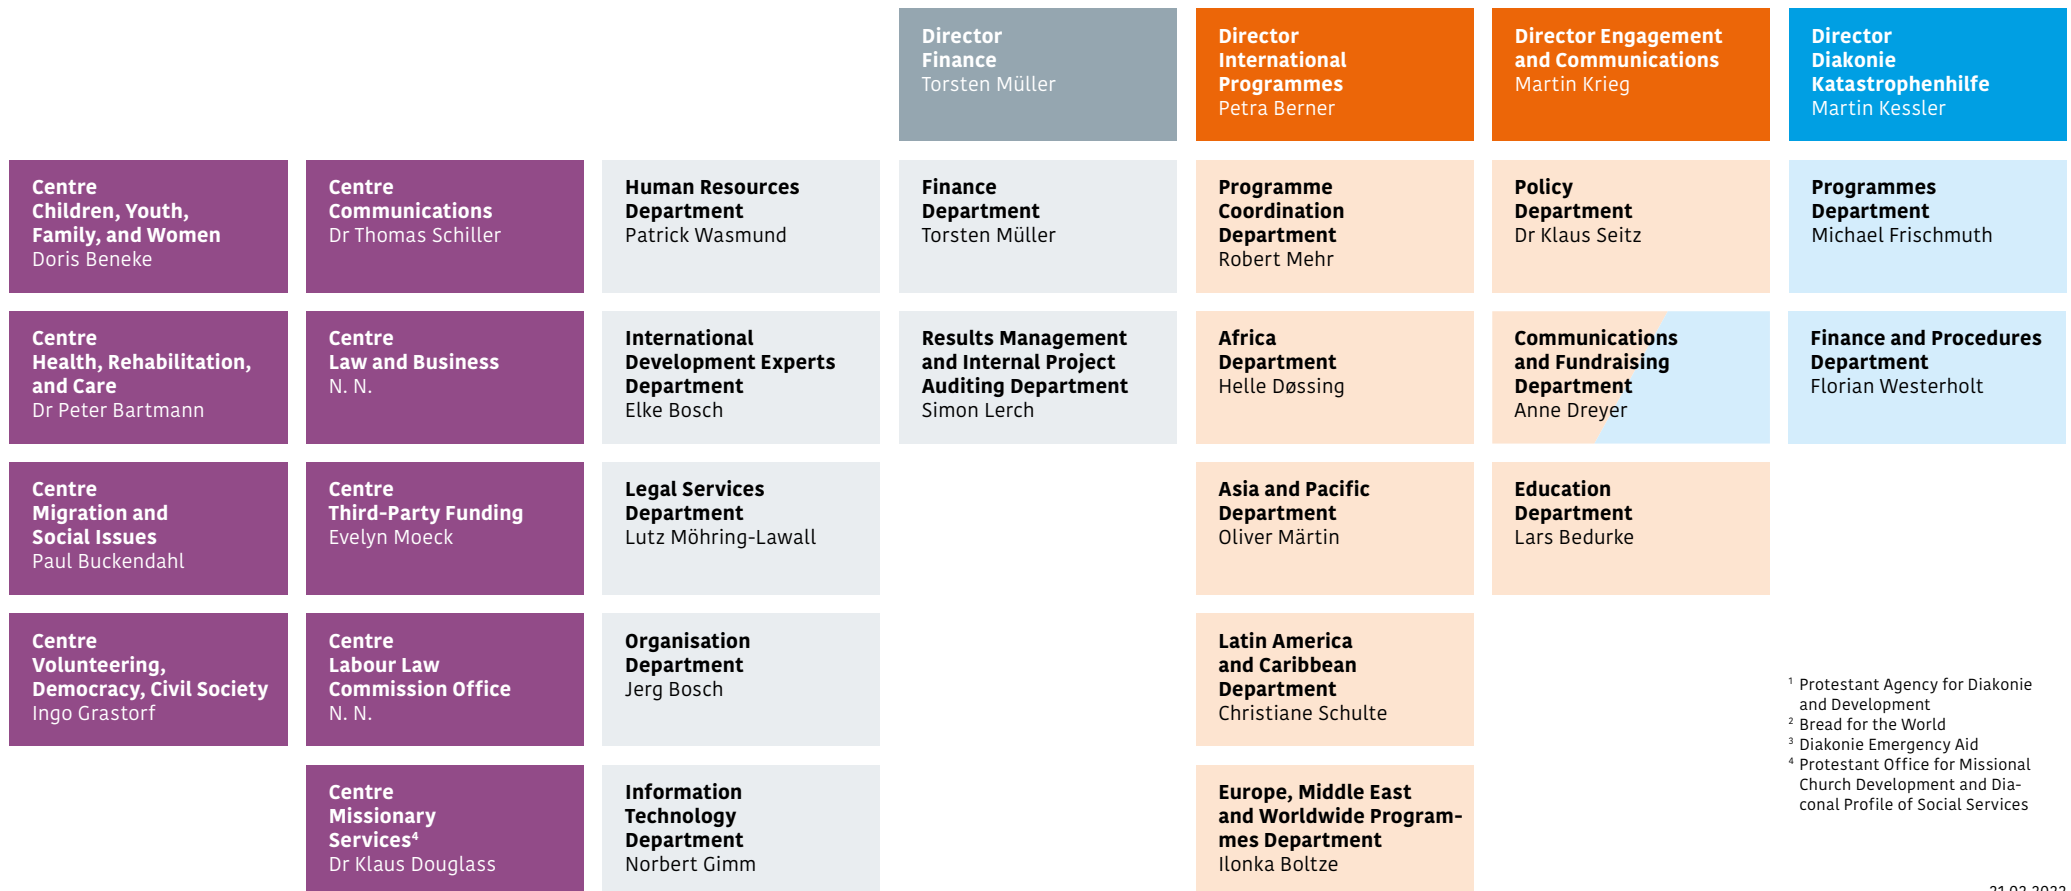 Director
Finance
Torsten Müller
Director
International
Programmes
Petra Berner
Director Engagement
and Communications
Martin Krieg
Director
Diakonie
Katastrophenhilfe
Martin Kessler
Centre
Children, Youth,
Family, and Women
Doris Beneke
Centre
Communications
Dr Thomas Schiller
Human Resources
Department
Patrick Wasmund
Finance
Department
Torsten Müller
Programme
Coordination
Department
Robert Mehr
Policy
Department
Dr Klaus Seitz
Programmes
Department
Michael Frischmuth
Centre
Health, Rehabilitation,
and Care
Dr Peter Bartmann
Centre
Law and Business
N. N.
International
Development Experts
Department
Elke Bosch
Results Management
and Internal Project
Auditing Department
Simon Lerch
Africa
Department
Helle Døssing
Communications
and Fundraising
Department
Anne Dreyer
Finance and Procedures
Department
Florian Westerholt
Centre
Migration and
Social Issues
Paul Buckendahl
Centre
Third-Party Funding
Evelyn Moeck
Legal Services
Department
Lutz Möhring-Lawall
Asia and Pacific
Department
Oliver Märtin
Education
Department
Lars Bedurke
Centre
Volunteering,
Democracy, Civil Society
Ingo Grastorf
Centre
Labour Law
Commission Office
N. N.
Organisation
Department
Jerg Bosch
Latin America
and Caribbean
Department
Christiane Schulte
Centre
Missionary
Services⁴
Dr Klaus Douglass
Information
Technology
Department
Norbert Gimm
Europe, Middle East
and Worldwide Program-
mes Department
Ilonka Boltze
¹ Protestant Agency for Diakonie
and Development
² Bread for the World
³ Diakonie Emergency Aid
⁴ Protestant Office for Missional
Church Development and Dia-
conal Profile of Social Services